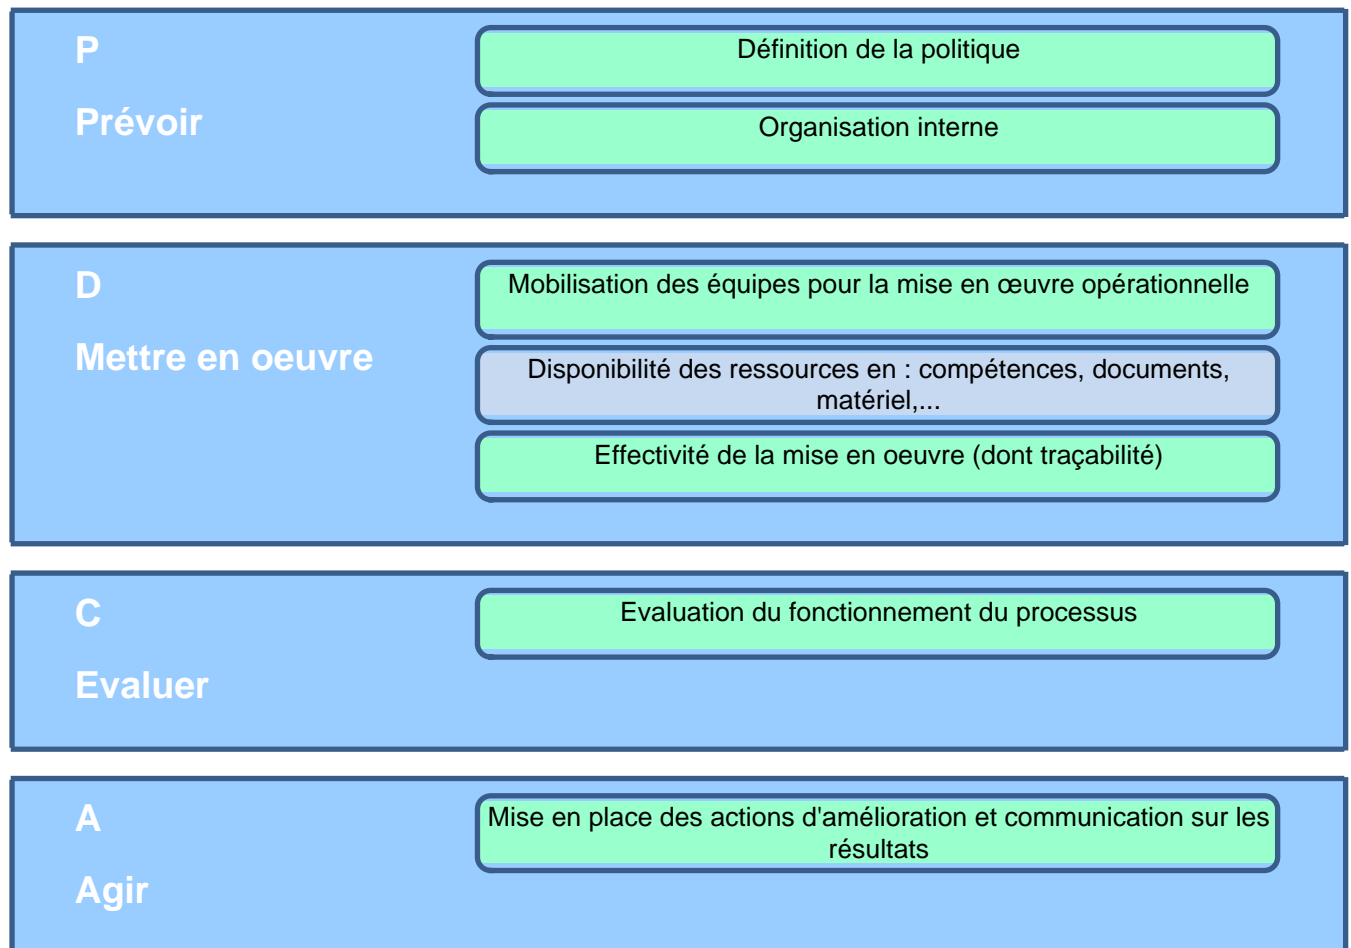 P
Prévoir
Définition de la politique
Organisation interne
D
Mettre en oeuvre
Mobilisation des équipes pour la mise en œuvre opérationnelle
Disponibilité des ressources en : compétences, documents,
matériel,...
Effectivité de la mise en oeuvre (dont traçabilité)
C
Evaluer
Evaluation du fonctionnement du processus
A
Agir
Mise en place des actions d'amélioration et communication sur les
résultats